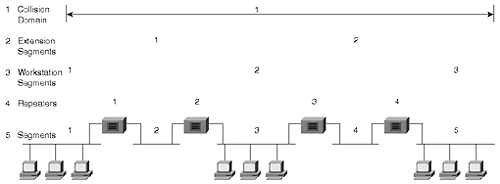 1 Collision Domain 1
2 Extension Segments 1 2
3 Workstation Segments 1 2 3
4 Repeaters 1 2 3 4
5 Segments 1 2 3 4 5